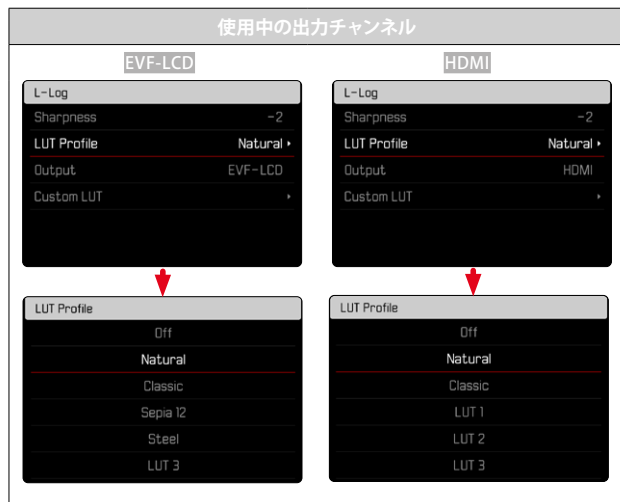 使用中の出力チャンネル
EVF-LCD
L-Log
Sharpness -2
LUT Profile Natural
Output EVF-LCD
Custom LUT
LUT Profile
Off
Natural
Classic
Sepia 12
Steel
LUT 3
HDMI
L-Log
Sharpness -2
LUT Profile Natural
Output HDMI
Custom LUT
LUT Profile
Off
Natural
Classic
LUT 1
LUT 2
LUT 3